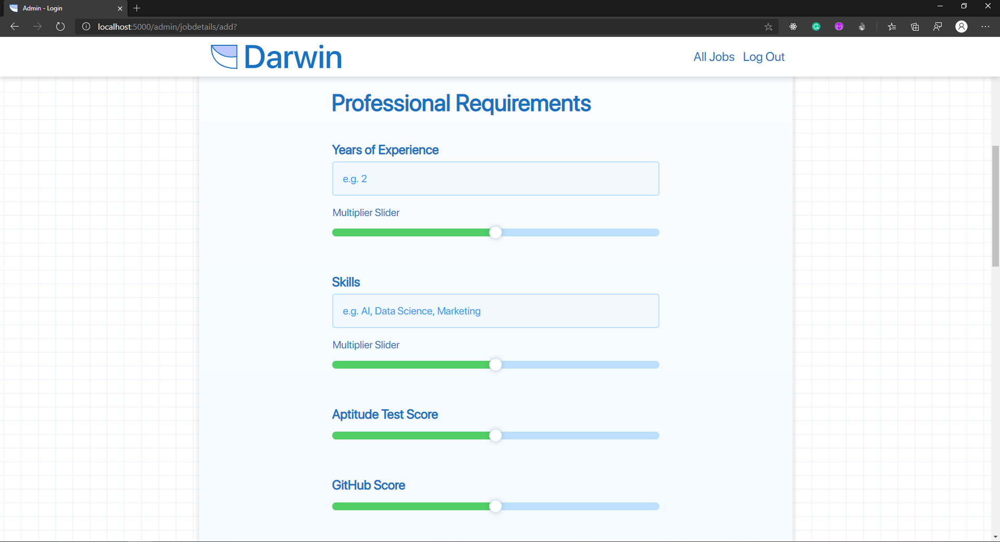 Admin - Login
localhost:5000/admin/jobdetails/add?
Darwin
All Jobs Log Out
Professional Requirements
Years of Experience
e.g. 2
Multiplier Slider
Skills
e.g. AI, Data Science, Marketing
Multiplier Slider
Aptitude Test Score
GitHub Score